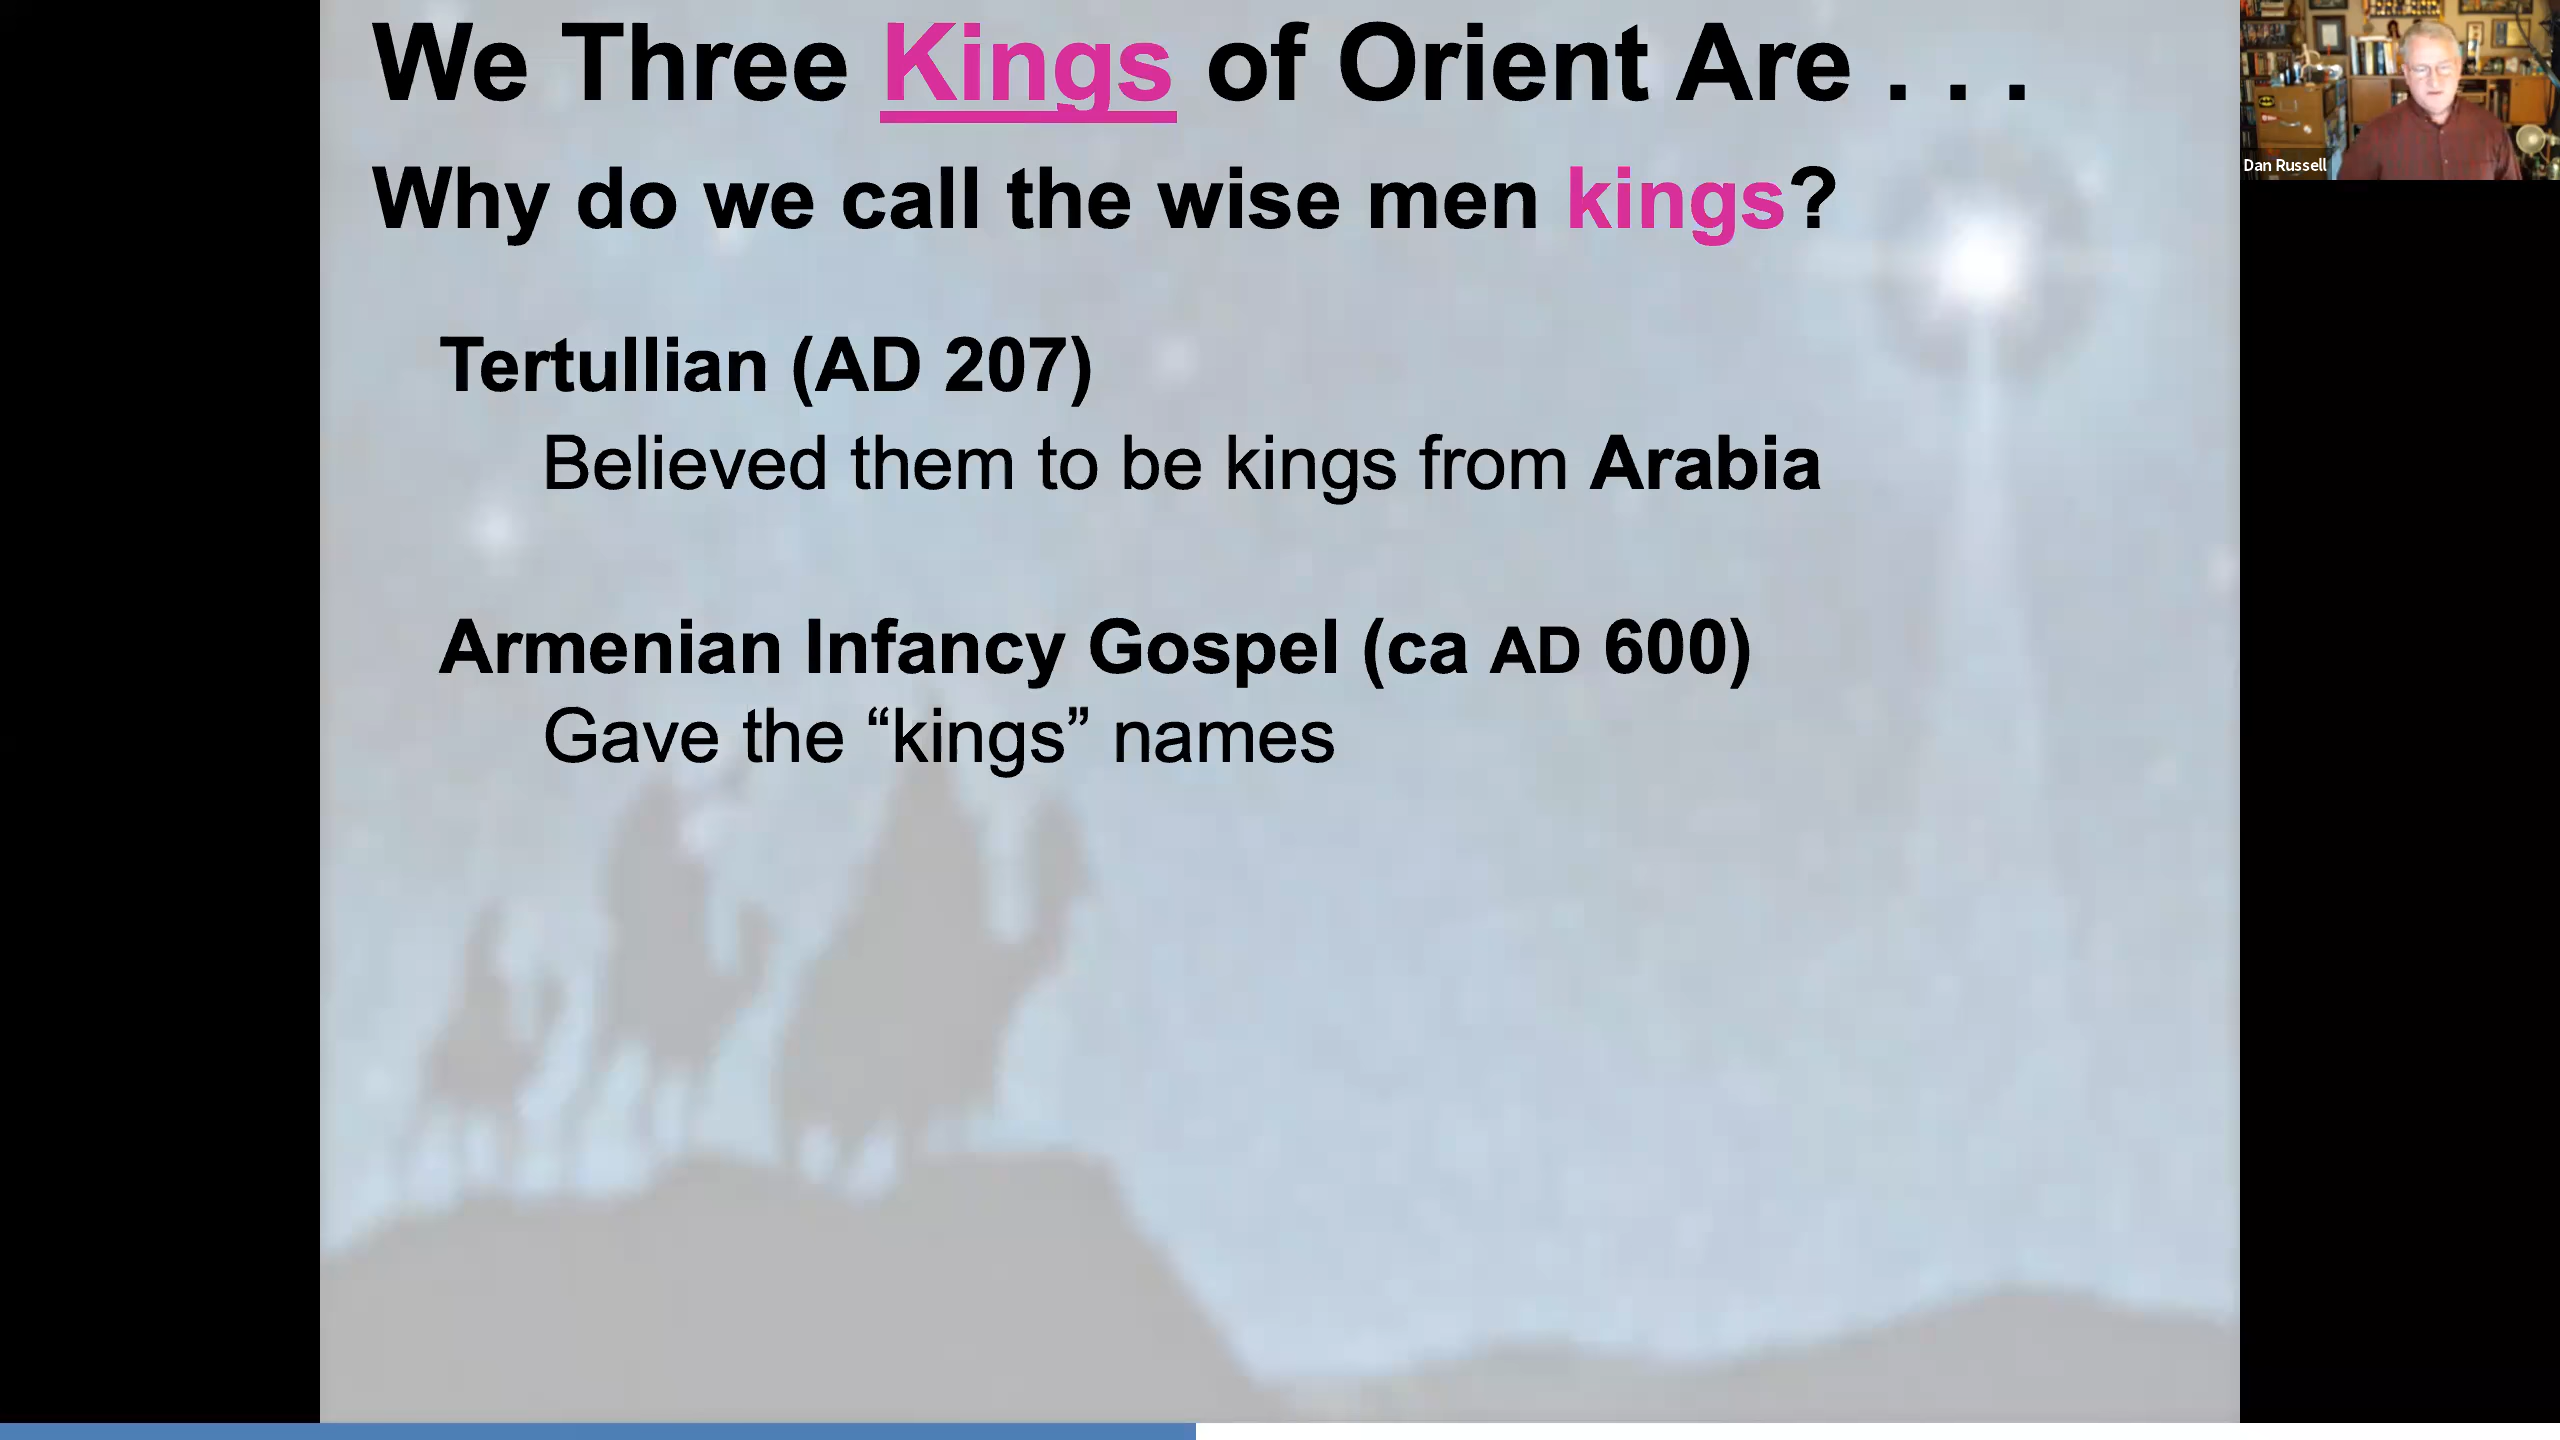 We Three Kings of Orient Are . . .
Why do we call the wise men kings?
Tertullian (AD 207)
Believed them to be kings from Arabia
Armenian Infancy Gospel (ca AD 600)
Gave the “kings” names
Dan Russell